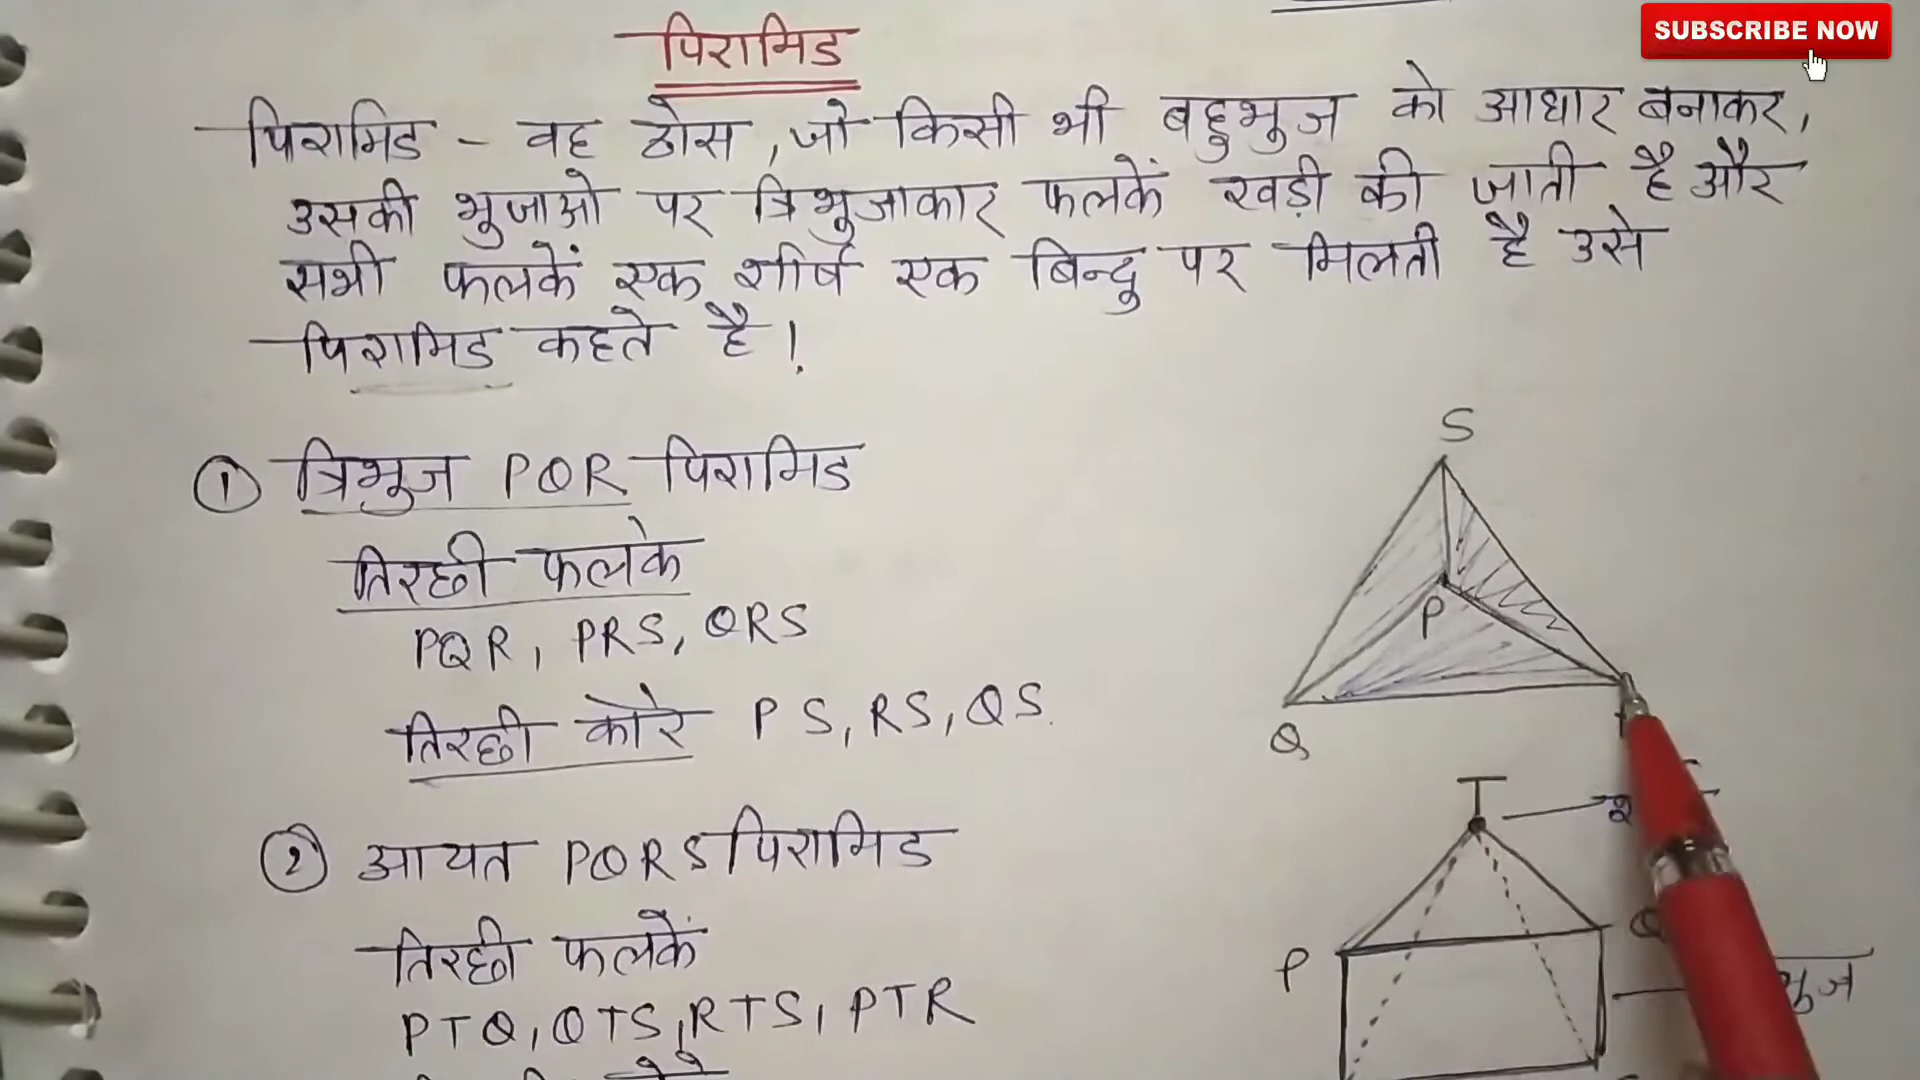 SUBSCRIBE NOW
पिरामिड
पिरामिड - वह ठोस, जो किसी भी बहुभुज को आधार बनाकर,
उसकी भुजाओ पर त्रिभुजाकार फलकें खड़ी की जाती है और
सभी फलकें एक शीर्ष एक बिन्दु पर मिलती है उसे
पिरामिड कहते है।
① त्रिभुज PQR पिरामिड
तिरछी फलके
PQR, PRS, QRS
तिरछी कोरे PS, RS, QS.
② आयत PQRS पिरामिड
तिरछी फलकें
PTQ, QTS, RTS, PTR
S
P
Q
T
P
Q